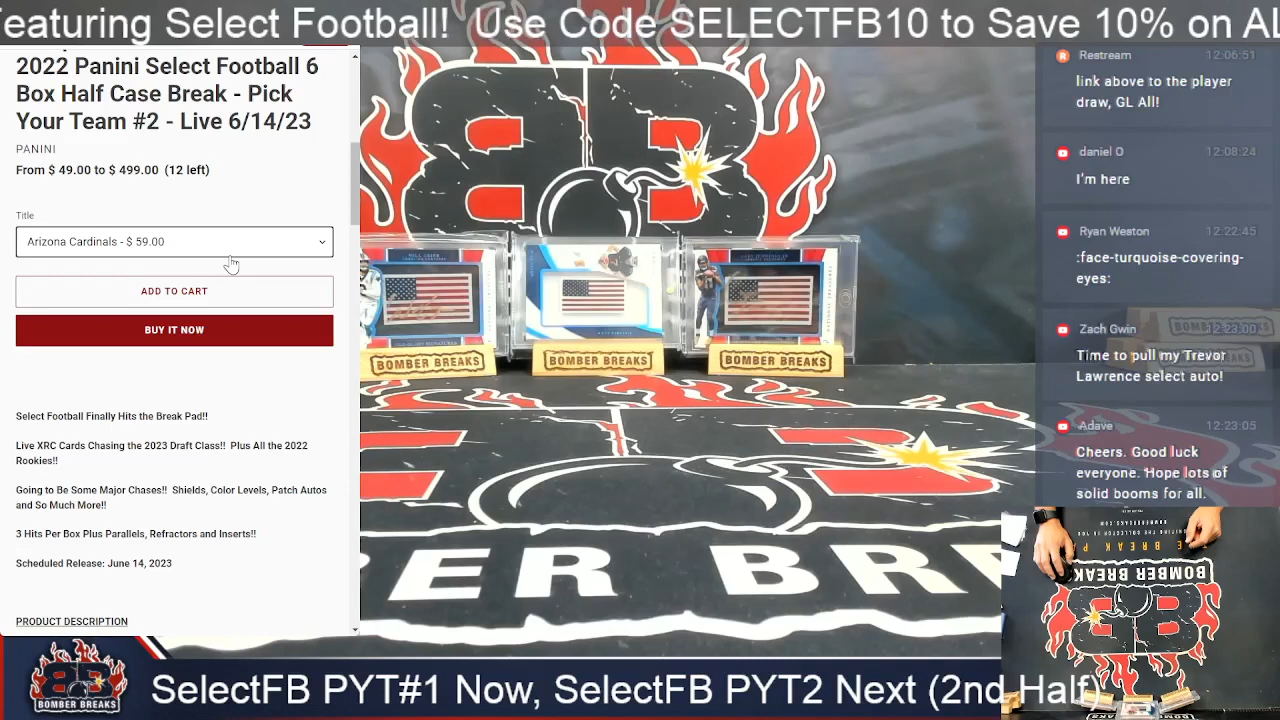 eaturing Select Football!  Use Code SELECTFB10 to Save 10% on AL
2022 Panini Select Football 6
Box Half Case Break - Pick
Your Team #2 - Live 6/14/23
PANINI
From $ 49.00 to $ 499.00 (12 left)
Title
Arizona Cardinals - $ 59.00
ADD TO CART
BUY IT NOW
Select Football Finally Hits the Break Pad!!
Live XRC Cards Chasing the 2023 Draft Class!!  Plus All the 2022
Rookies!!
Going to Be Some Major Chases!!  Shields, Color Levels, Patch Autos
and So Much More!!
3 Hits Per Box Plus Parallels, Refractors and Inserts!!
Scheduled Release: June 14, 2023
PRODUCT DESCRIPTION
BOMBER BREAKS
BOMBER BREAKS
BOMBER BREAKS
PER BRE
Restream 12:06:51
link above to the player
draw, GL All!
daniel O 12:08:24
I'm here
Ryan Weston 12:22:45
:face-turquoise-covering-
eyes:
Zach Gwin 12:23:00
Time to pull my Trevor
Lawrence select auto!
Adave 12:23:05
Cheers. Good luck
everyone. Hope lots of
solid booms for all.
BOMBER BREAKS
BOMBER BREAKS
SelectFB PYT#1 Now, SelectFB PYT2 Next (2nd Half)